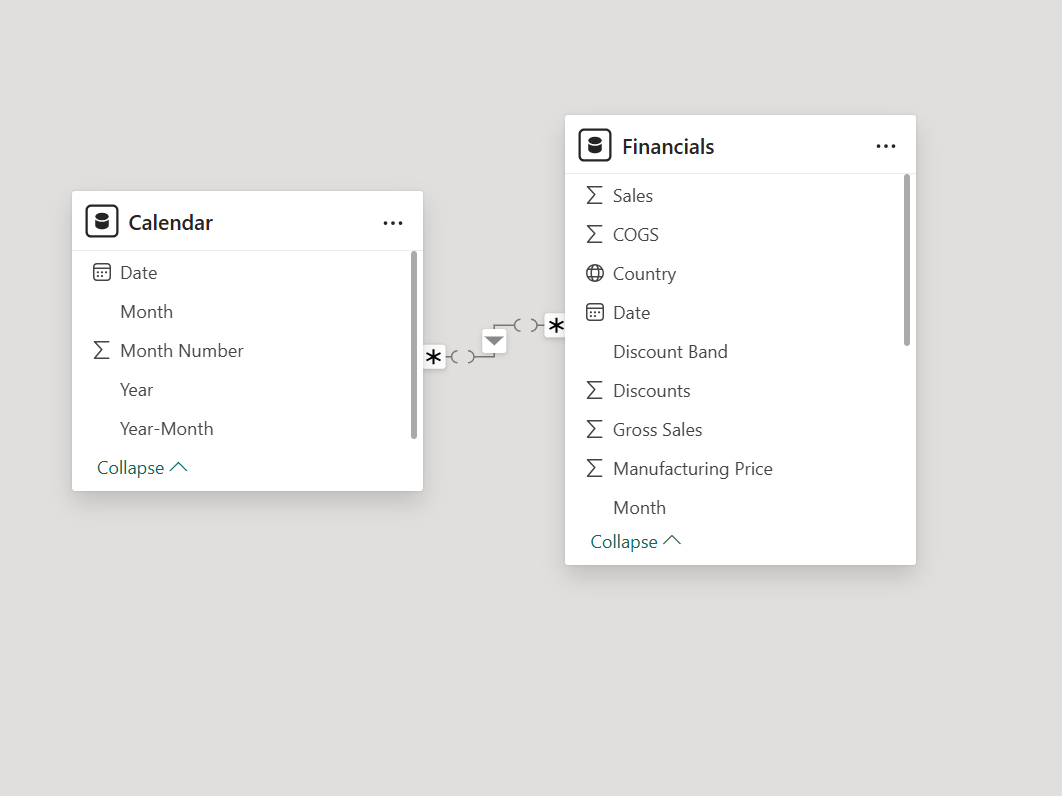 Calendar
Date
Month
Month Number
Year
Year-Month
Collapse
Financials
Sales
COGS
Country
Date
Discount Band
Discounts
Gross Sales
Manufacturing Price
Month
Collapse